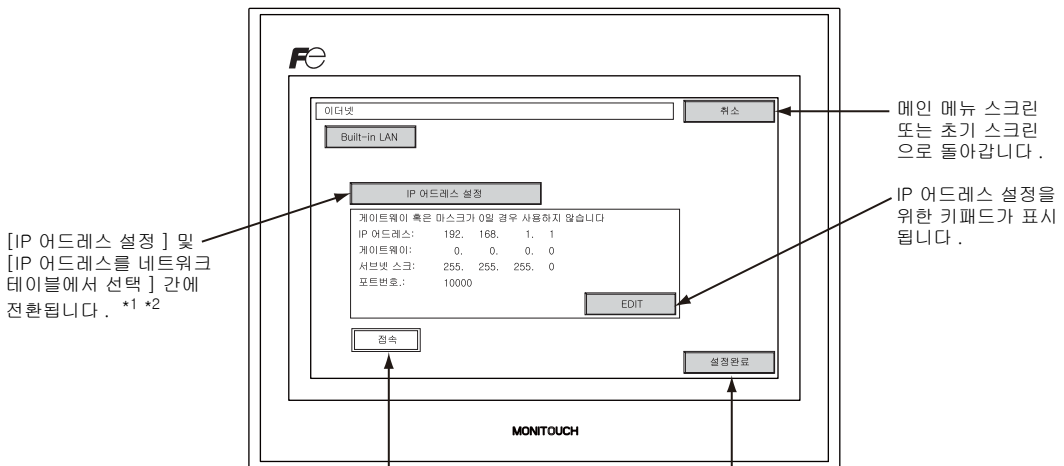 Fe
이더넷
취소
Built-in LAN
IP 어드레스 설정
게이트웨이 혹은 마스크가 0일 경우 사용하지 않습니다
IP 어드레스: 192. 168. 1. 1
게이트웨이: 0. 0. 0. 0
서브넷 스크: 255. 255. 255. 0
포트번호.: 10000
EDIT
접속
설정완료
MONITOUCH
메인 메뉴 스크린
또는 초기 스크린
으로 돌아갑니다 .
IP 어드레스 설정을
위한 키패드가 표시
됩니다 .
[IP 어드레스 설정 ] 및
[IP 어드레스를 네트워크
테이블에서 선택 ] 간에
전환됩니다 . *1 *2